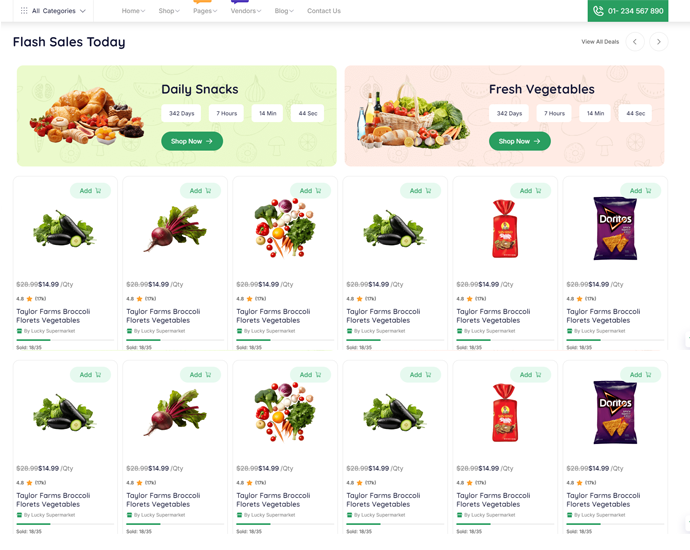 All Categories Home Shop Pages Vendors Blog Contact Us 01- 234 567 890
Flash Sales Today View All Deals
Daily Snacks
342 Days 7 Hours 14 Min 44 Sec
Shop Now
Fresh Vegetables
342 Days 7 Hours 14 Min 44 Sec
Shop Now
Add Add Add Add Add Add
Doritos
$28.99$14.99 /Qty $28.99$14.99 /Qty $28.99$14.99 /Qty $28.99$14.99 /Qty $28.99$14.99 /Qty $28.99$14.99 /Qty
4.8 (17k) 4.8 (17k) 4.8 (17k) 4.8 (17k) 4.8 (17k) 4.8 (17k)
Taylor Farms Broccoli Taylor Farms Broccoli Taylor Farms Broccoli Taylor Farms Broccoli Taylor Farms Broccoli Taylor Farms Broccoli
Florets Vegetables Florets Vegetables Florets Vegetables Florets Vegetables Florets Vegetables Florets Vegetables
By Lucky Supermarket By Lucky Supermarket By Lucky Supermarket By Lucky Supermarket By Lucky Supermarket By Lucky Supermarket
Sold: 18/35 Sold: 18/35 Sold: 18/35 Sold: 18/35 Sold: 18/35 Sold: 18/35
Add Add Add Add Add Add
Doritos
$28.99$14.99 /Qty $28.99$14.99 /Qty $28.99$14.99 /Qty $28.99$14.99 /Qty $28.99$14.99 /Qty $28.99$14.99 /Qty
4.8 (17k) 4.8 (17k) 4.8 (17k) 4.8 (17k) 4.8 (17k) 4.8 (17k)
Taylor Farms Broccoli Taylor Farms Broccoli Taylor Farms Broccoli Taylor Farms Broccoli Taylor Farms Broccoli Taylor Farms Broccoli
Florets Vegetables Florets Vegetables Florets Vegetables Florets Vegetables Florets Vegetables Florets Vegetables
By Lucky Supermarket By Lucky Supermarket By Lucky Supermarket By Lucky Supermarket By Lucky Supermarket By Lucky Supermarket
Sold: 18/35 Sold: 18/35 Sold: 18/35 Sold: 18/35 Sold: 18/35 Sold: 18/35